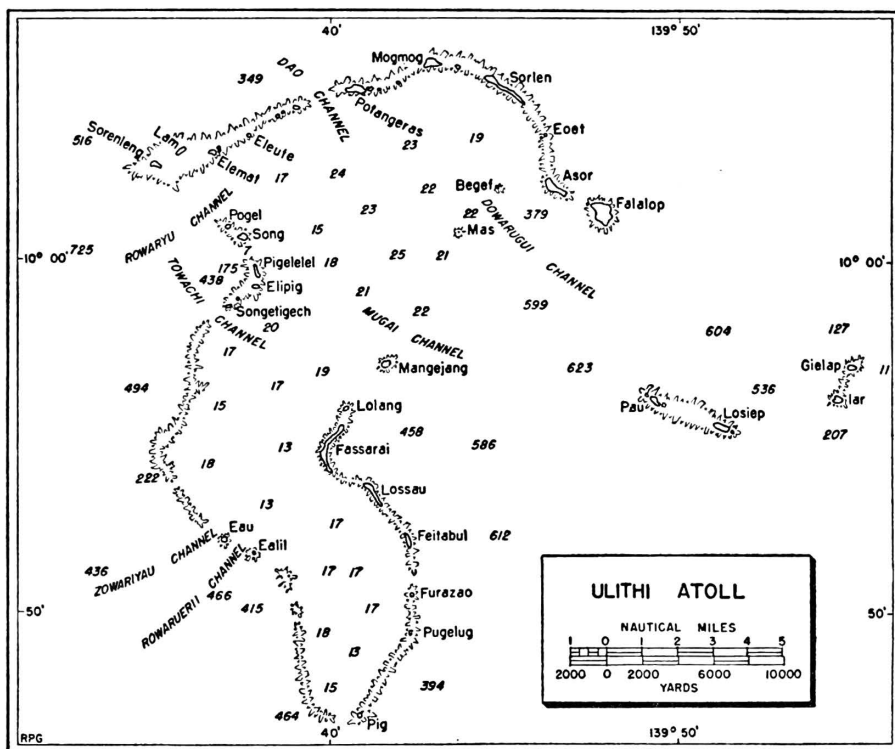 40'
139° 50'
Mogmog
DAO CHANNEL
349
Sorlen
Potangeras
Sorenleng
Lam
Eleute
Elemat
516
23
19
Eoat
17
24
Asor
Begaf
22
Falalop
ROWARYU CHANNEL
Pogel
23
22
DOWARUGUI CHANNEL
379
Song
15
Mas
725
10° 00'
10° 00'
TOWACHI CHANNEL
175
Pigelelel
18
25
21
438
Elipig
21
599
Songetigech
22
20
MUGAI CHANNEL
604
127
17
Mangejang
623
Gielap
11
19
494
17
536
Iar
15
Lolang
Pau
Losiep
458
207
13
Fassarai
586
18
222
Lossau
13
17
Eau
Feitabul
612
ZOWARIYAU CHANNEL
Ealil
436
17
17
ROWARUERII CHANNEL
466
Furazao
415
17
50'
50'
18
Pugelug
13
15
394
464
Pig
ULITHI ATOLL
NAUTICAL MILES
1 0 1 2 3 4 5
2000 0 2000 6000 10000
YARDS
RPG
40'
139° 50'